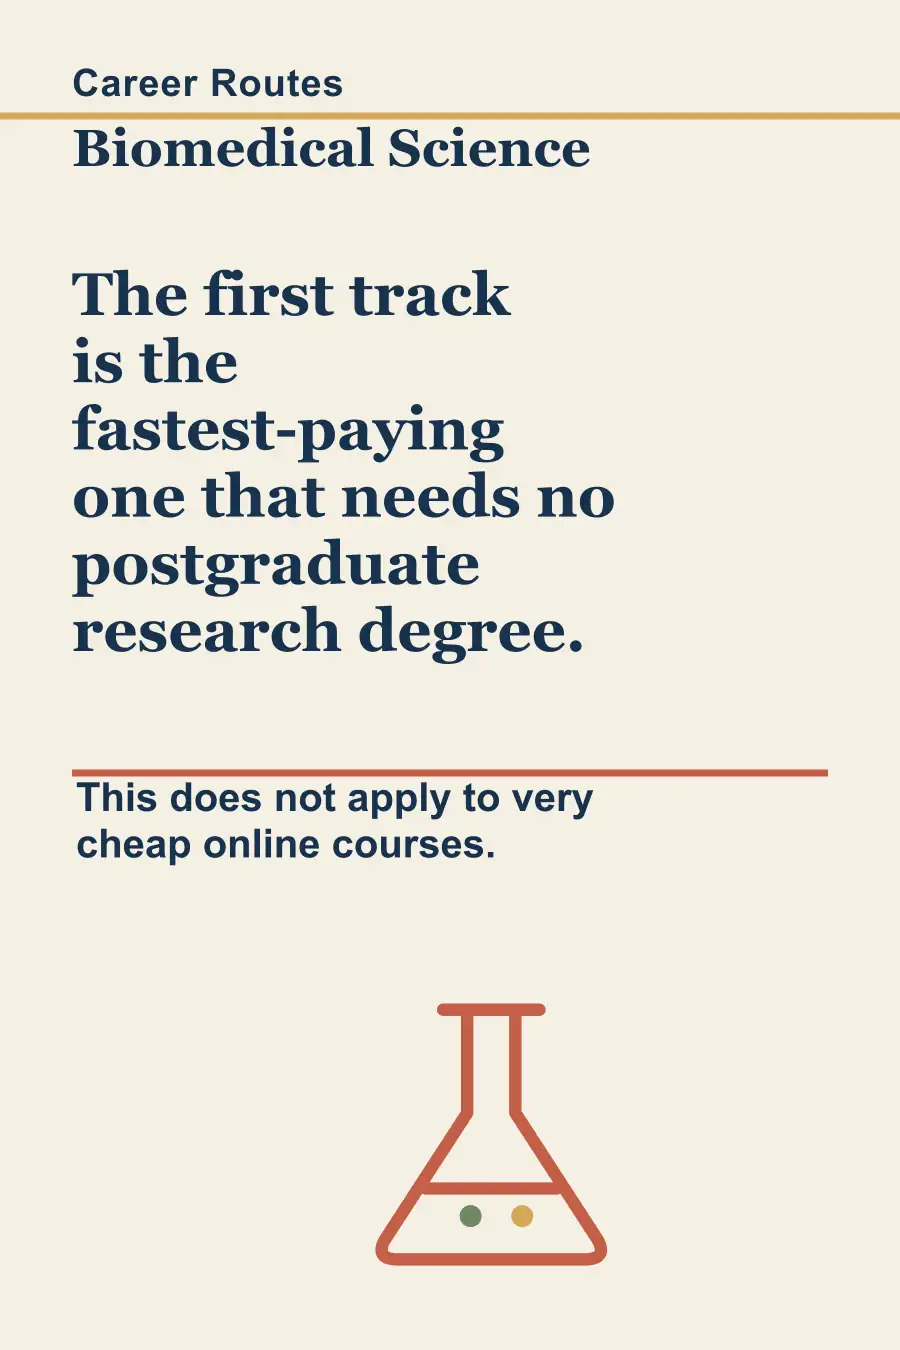 Career Routes
Biomedical Science
The first track
is the
fastest-paying
one that needs no
postgraduate
research degree.
This does not apply to very
cheap online courses.